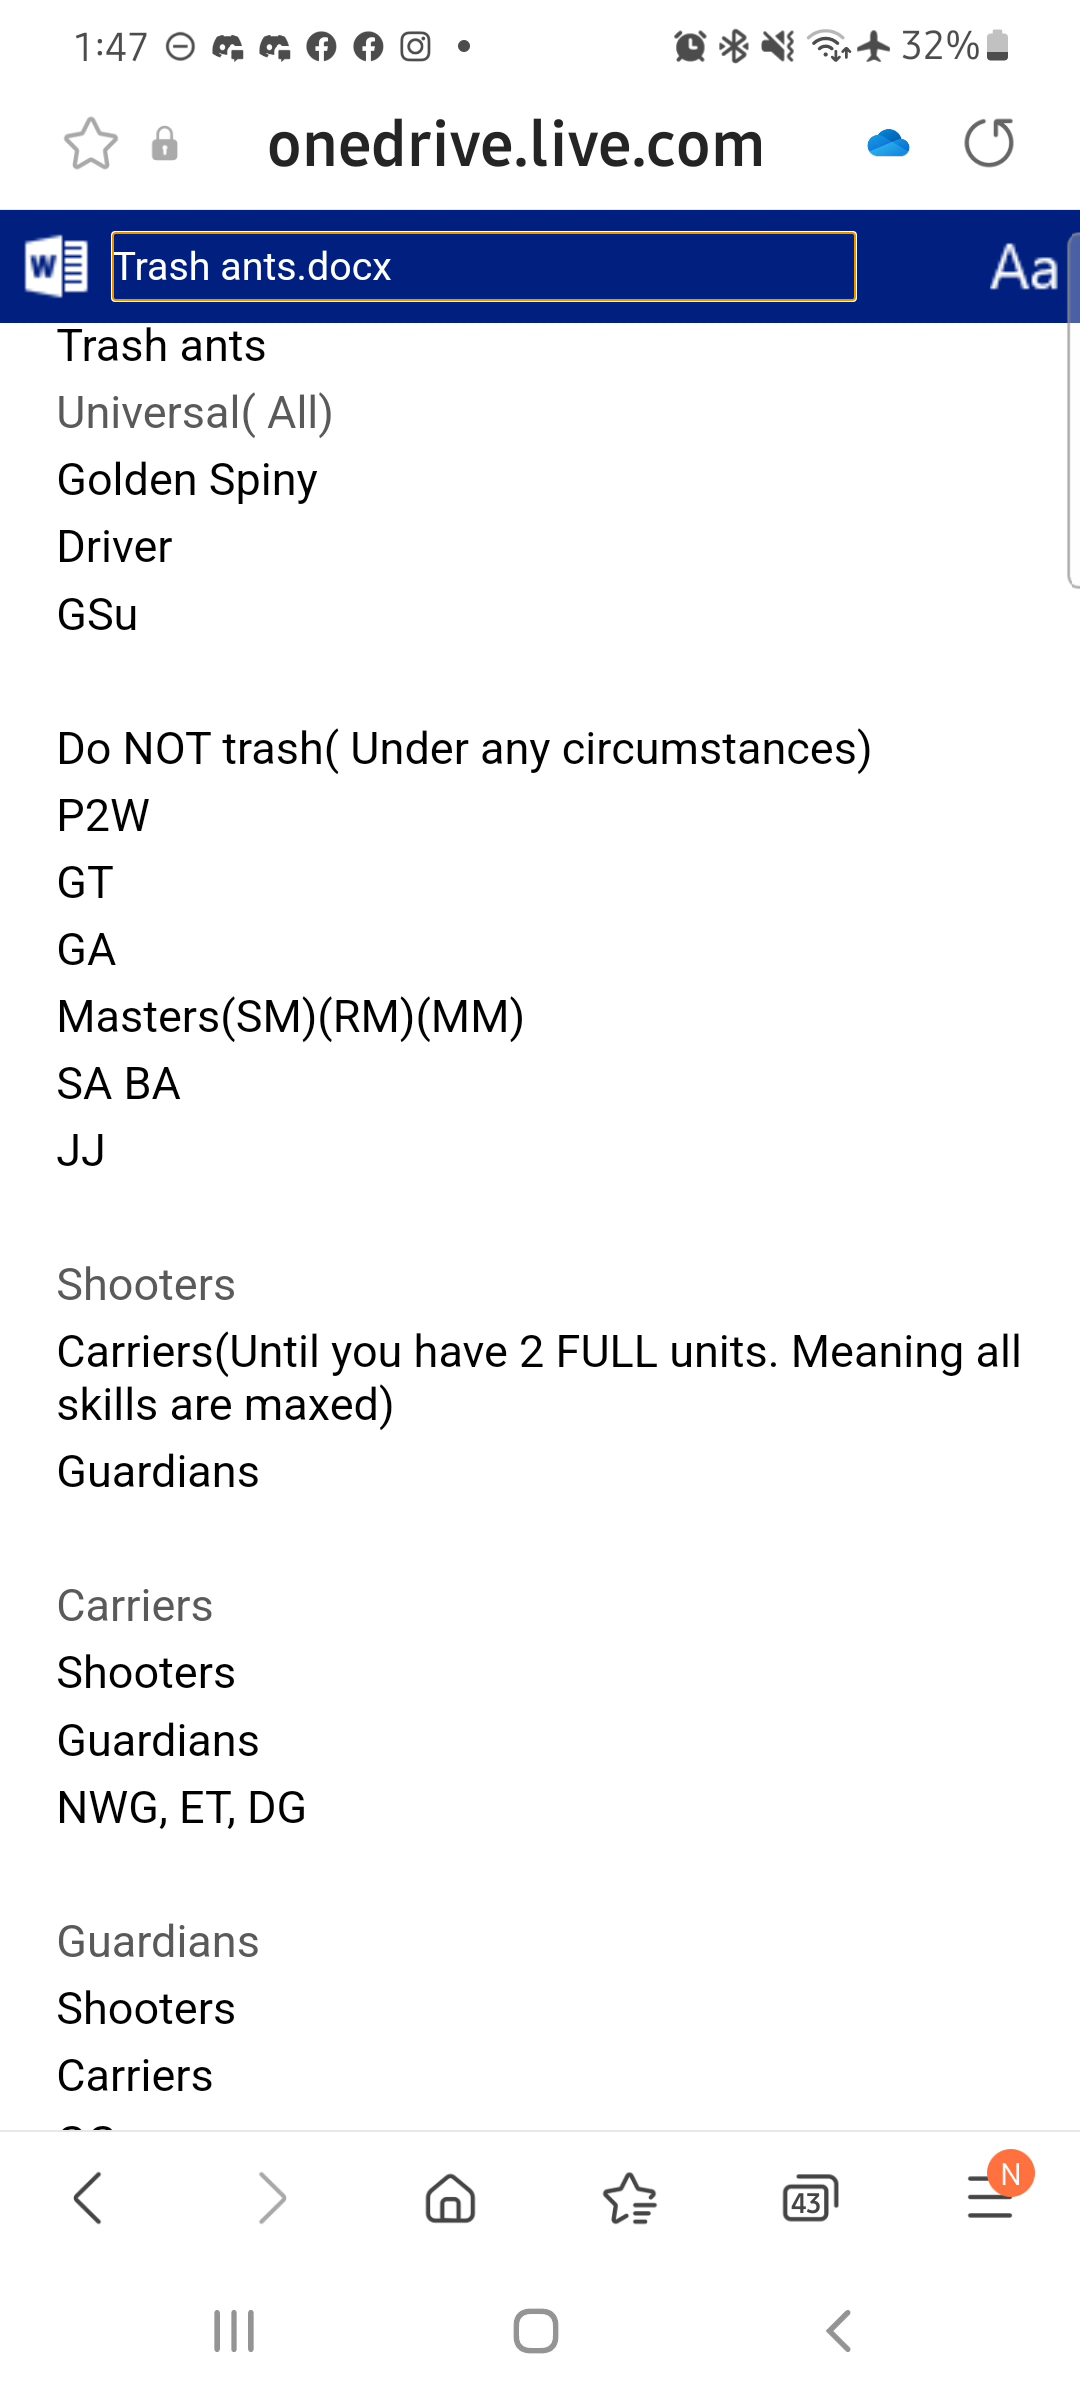 1:47
32%
onedrive.live.com
W
Trash ants.docx
Aa
Trash ants
Universal( All)
Golden Spiny
Driver
GSu
Do NOT trash( Under any circumstances)
P2W
GT
GA
Masters(SM)(RM)(MM)
SA BA
JJ
Shooters
Carriers(Until you have 2 FULL units. Meaning all
skills are maxed)
Guardians
Carriers
Shooters
Guardians
NWG, ET, DG
Guardians
Shooters
Carriers
43
N